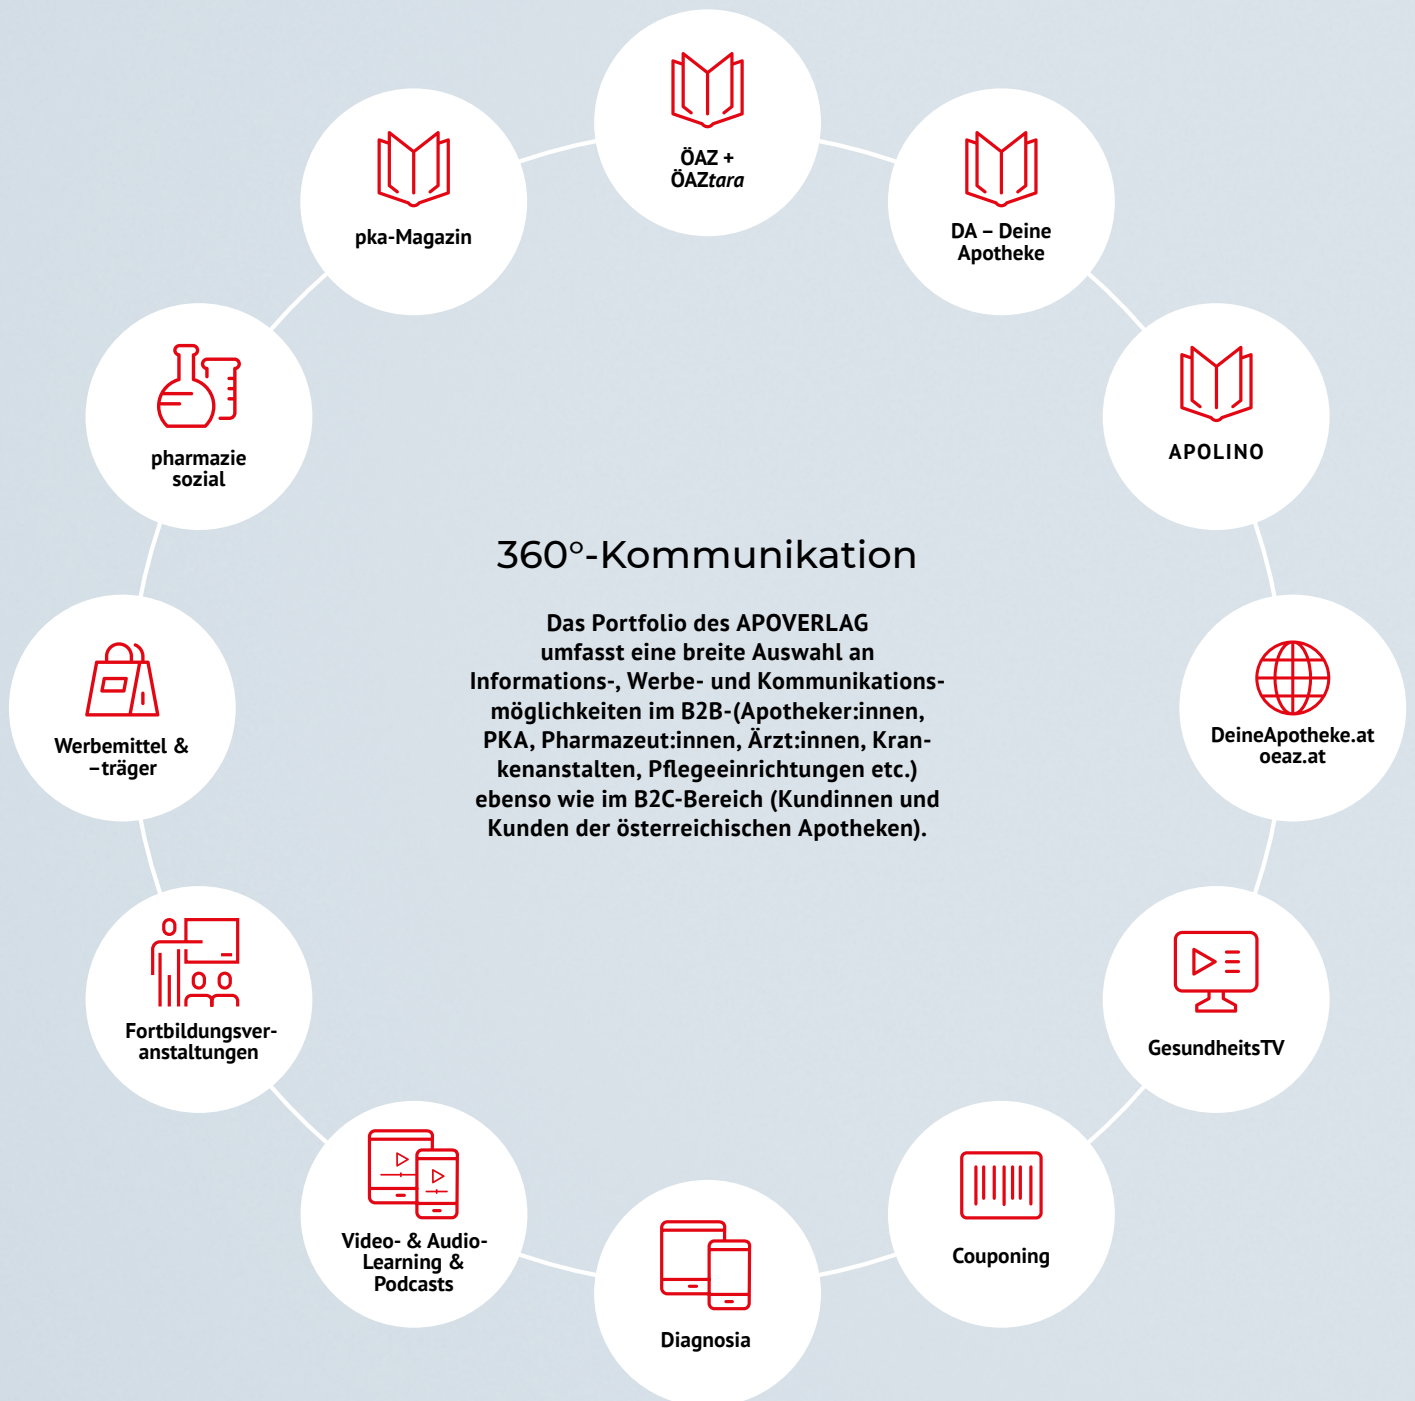 ÖAZ +
ÖAZtara
pka-Magazin
DA – Deine
Apotheke
pharmazie
sozial
APOLINO
360°-Kommunikation
Das Portfolio des APOVERLAG
umfasst eine breite Auswahl an
Informations-, Werbe- und Kommunikations-
möglichkeiten im B2B-(Apotheker:innen,
PKA, Pharmazeut:innen, Ärzt:innen, Kran-
kenanstalten, Pflegeeinrichtungen etc.)
ebenso wie im B2C-Bereich (Kundinnen und
Kunden der österreichischen Apotheken).
Werbemittel &
–träger
DeineApotheke.at
oeaz.at
Fortbildungsver-
anstaltungen
GesundheitsTV
Video- & Audio-
Learning &
Podcasts
Couponing
Diagnosia